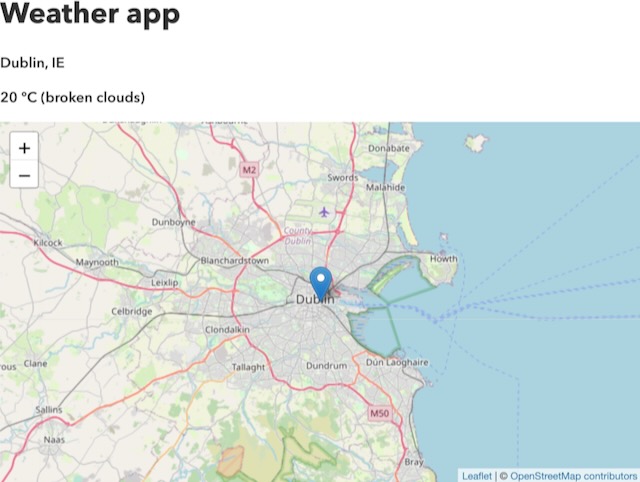 Weather app
Dublin, IE
20 °C (broken clouds)
+
−
Donabate
M2
Swords
Malahide
Dunboyne
County
Dublin
Kilcock
Maynooth
Blanchardstown
Howth
Leixlip
Dublin
Celbridge
Clondalkin
Clane
Tallaght
Dundrum
Dún Laoghaire
Sallins
M50
Naas
Bray
Leaflet | © OpenStreetMap contributors